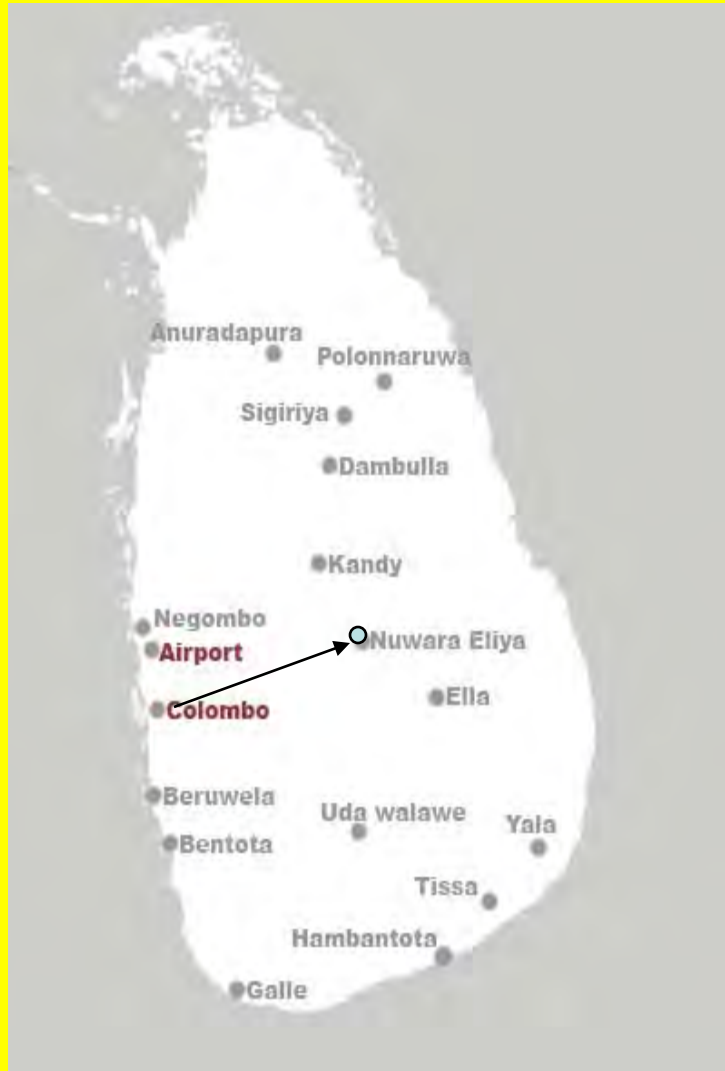 Anuradapura
Polonnaruwa
Sigiriya
Dambulla
Kandy
Negombo
Airport
Nuwara Eliya
Ella
Colombo
Beruwela
Uda walawe
Yala
Bentota
Tissa
Hambantota
Galle